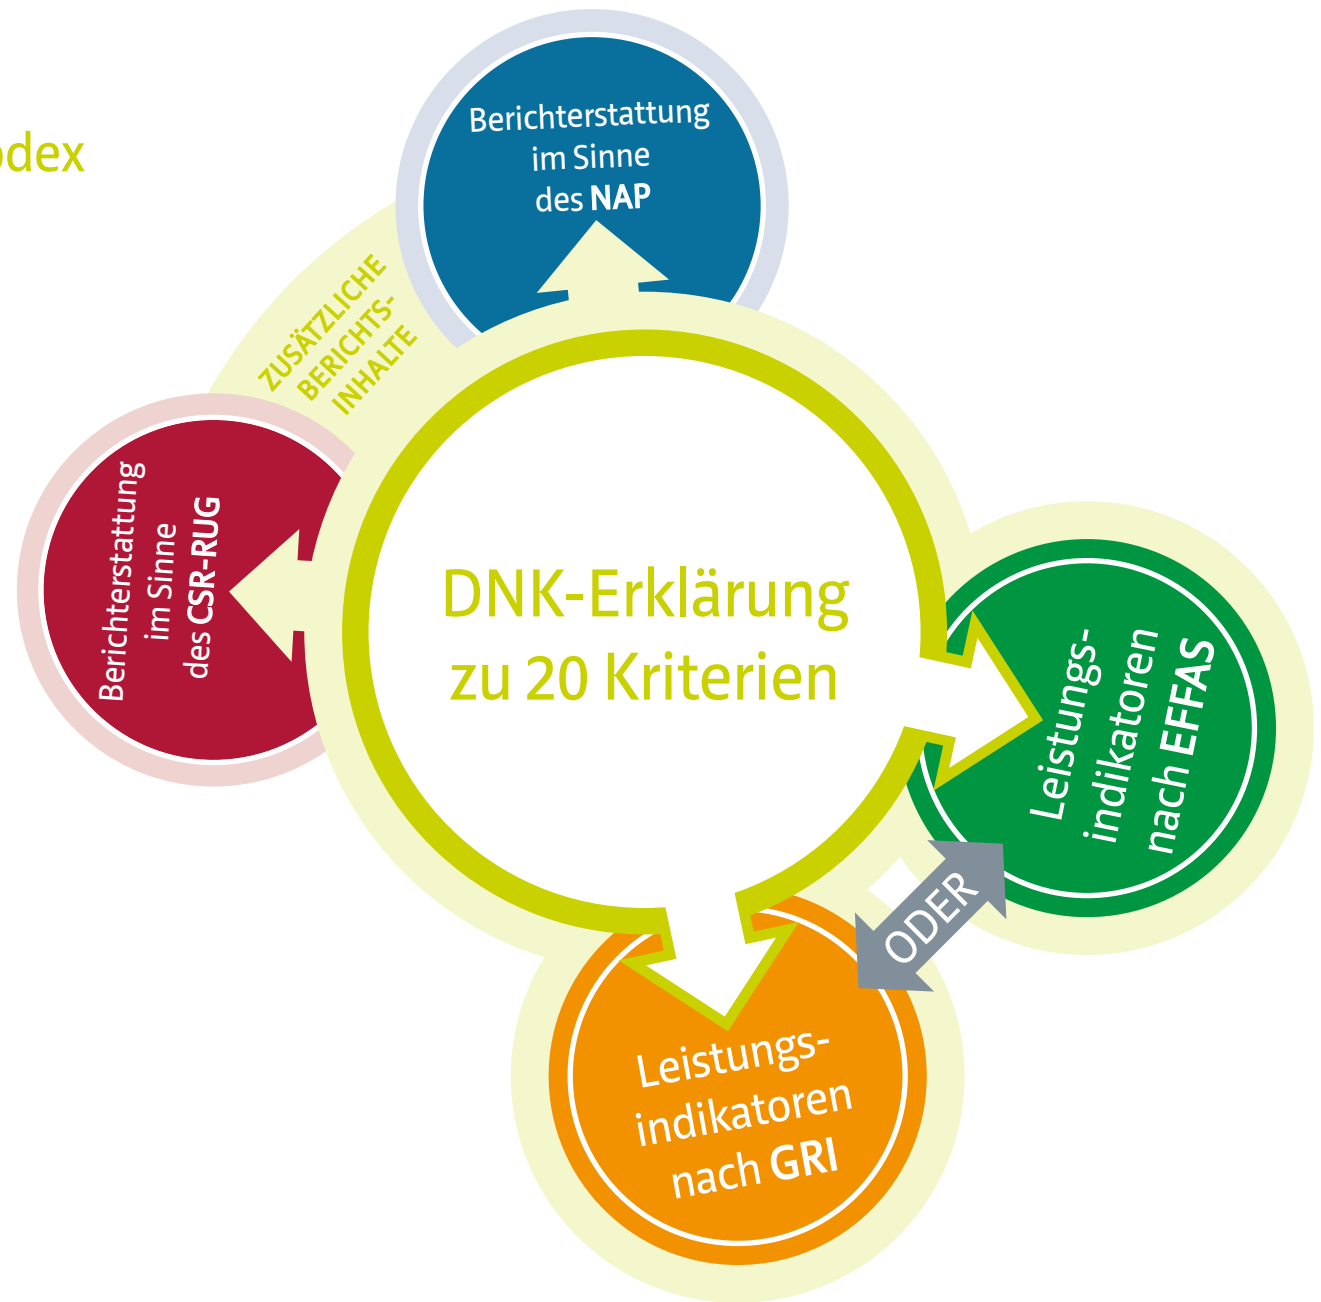 odex
Berichterstattung
im Sinne
des NAP
ZUSÄTZLICHE
BERICHTS-
INHALTE
Berichterstattung
im Sinne
des CSR-RUG
DNK-Erklärung
zu 20 Kriterien
Leistungs-
indikatoren
nach EFFAS
ODER
Leistungs-
indikatoren
nach GRI